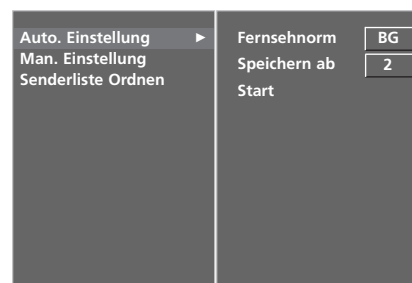 Auto. Einstellung ►
Man. Einstellung
Senderliste Ordnen
Fernsehnorm BG
Speichern ab 2
Start